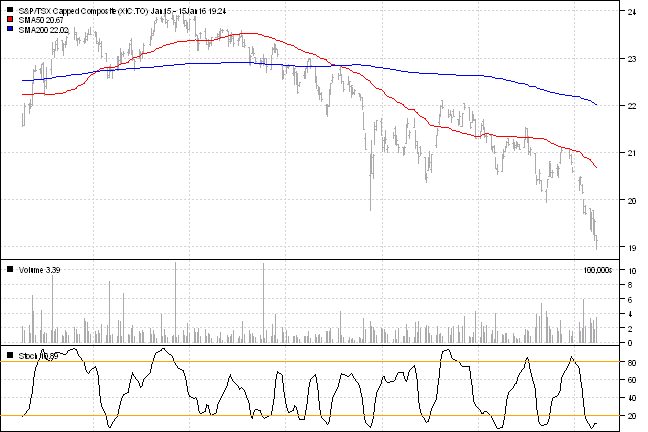 S&P/TSX Capped Composite (XIC.TO) Jan15 - 15Jan16 19.24
SMA50 20.67
SMA200 22.02
24
23
22
21
20
19
Volume 3.39
100,000s
10
8
6
4
2
0
Stoch
80
60
40
20